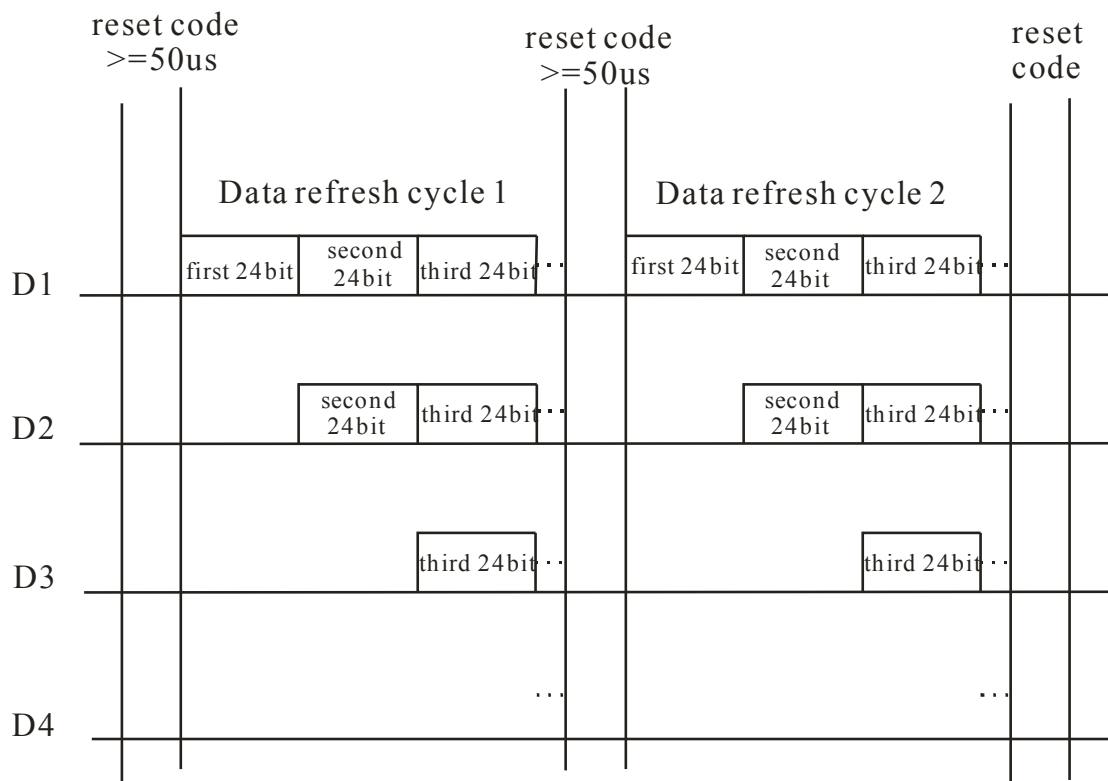 reset code
>=50us
reset code
>=50us
reset
code
Data refresh cycle 1
Data refresh cycle 2
D1
first 24bit
second
24bit
third 24bit
...
first 24bit
second
24bit
third 24bit
...
D2
second
24bit
third 24bit
...
second
24bit
third 24bit
...
D3
third 24bit
...
third 24bit
...
...
...
D4